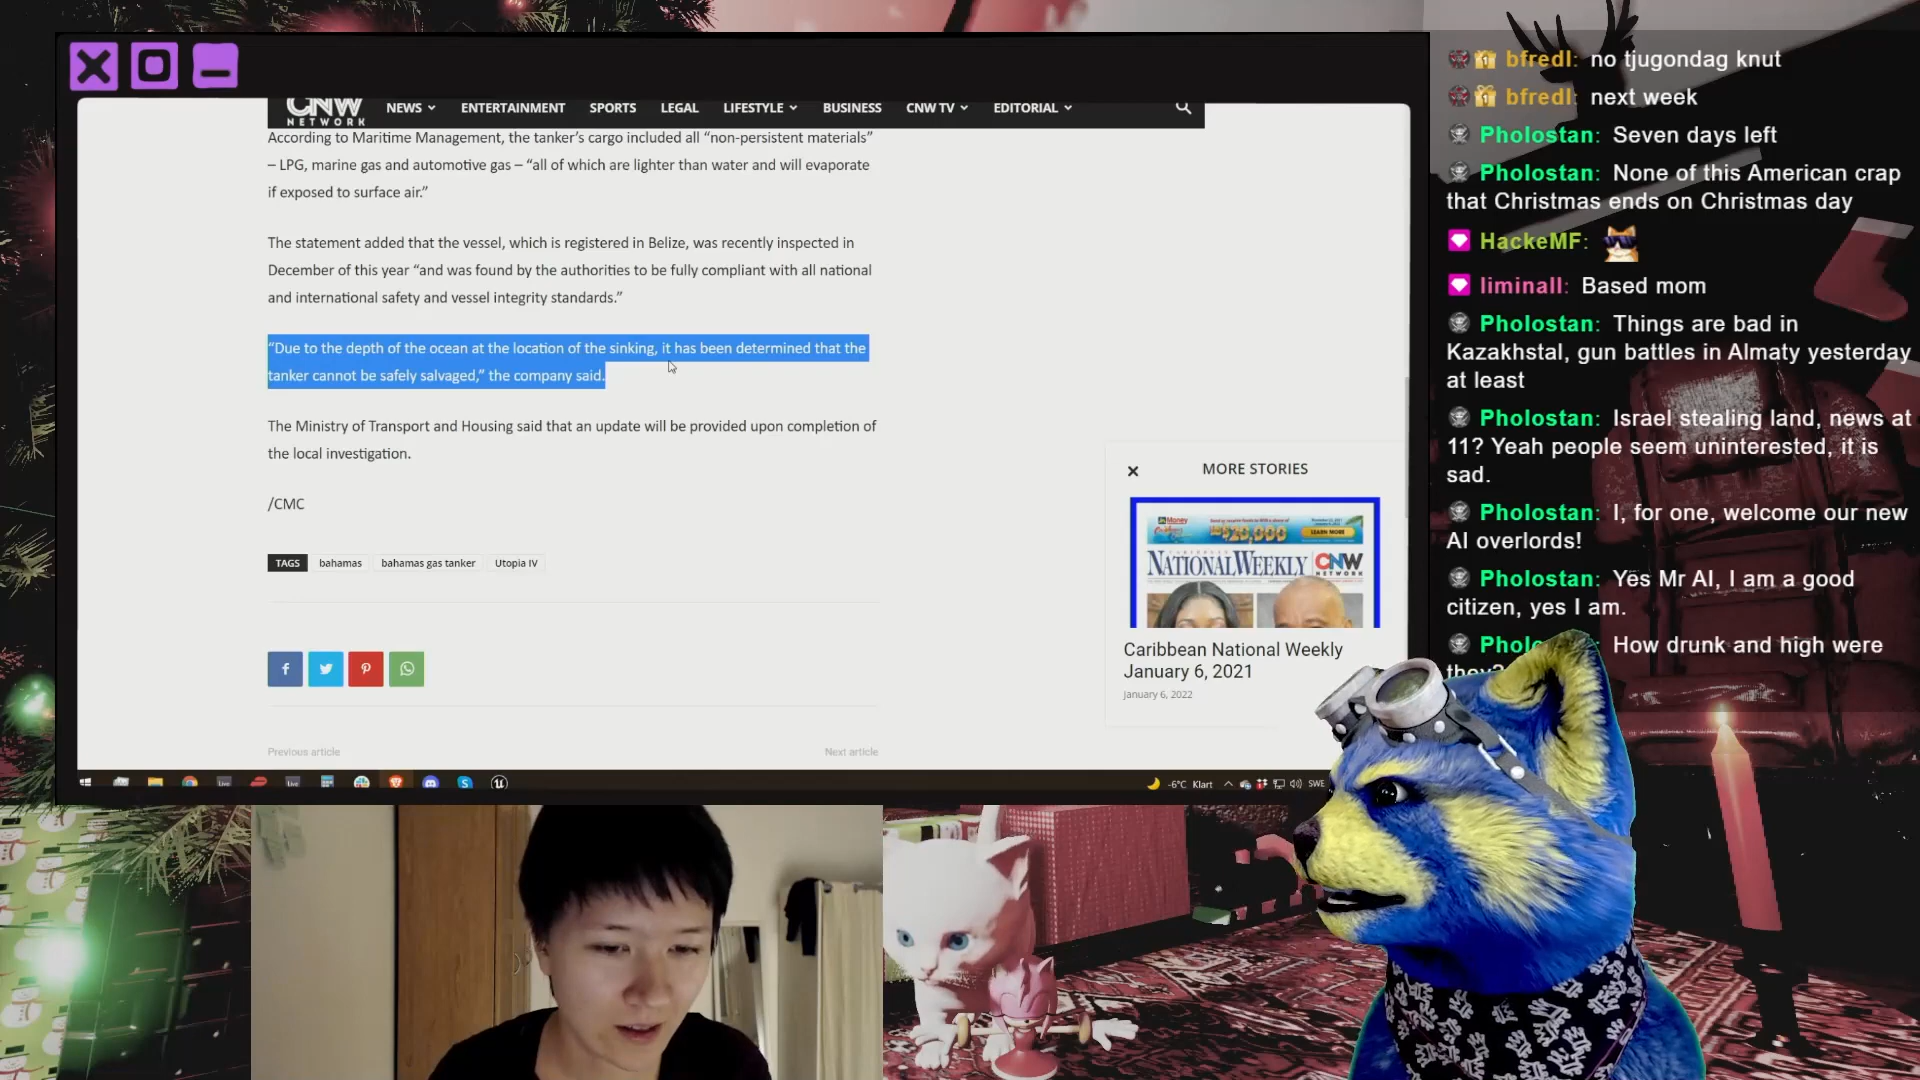 CNW
NETWORK
NEWS
ENTERTAINMENT
SPORTS
LEGAL
LIFESTYLE
BUSINESS
CNW TV
EDITORIAL
According to Maritime Management, the tanker's cargo included all “non-persistent materials”
– LPG, marine gas and automotive gas – “all of which are lighter than water and will evaporate
if exposed to surface air.”
The statement added that the vessel, which is registered in Belize, was recently inspected in
December of this year “and was found by the authorities to be fully compliant with all national
and international safety and vessel integrity standards.”
“Due to the depth of the ocean at the location of the sinking, it has been determined that the
tanker cannot be safely salvaged,” the company said.
The Ministry of Transport and Housing said that an update will be provided upon completion of
the local investigation.
/CMC
TAGS
bahamas
bahamas gas tanker
Utopia IV
Previous article
Next article
MORE STORIES
$20,000
LEARN MORE
NATIONAL WEEKLY
CNW
NETWORK
Caribbean National Weekly
January 6, 2021
January 6, 2022
-6°C Klart
SWE
bfredl: no tjugondag knut
bfredl: next week
Pholostan: Seven days left
Pholostan: None of this American crap
that Christmas ends on Christmas day
HackeMF:
liminall: Based mom
Pholostan: Things are bad in
Kazakhstal, gun battles in Almaty yesterday
at least
Pholostan: Israel stealing land, news at
11? Yeah people seem uninterested, it is
sad.
Pholostan: I, for one, welcome our new
AI overlords!
Pholostan: Yes Mr AI, I am a good
citizen, yes I am.
How drunk and high were
they?